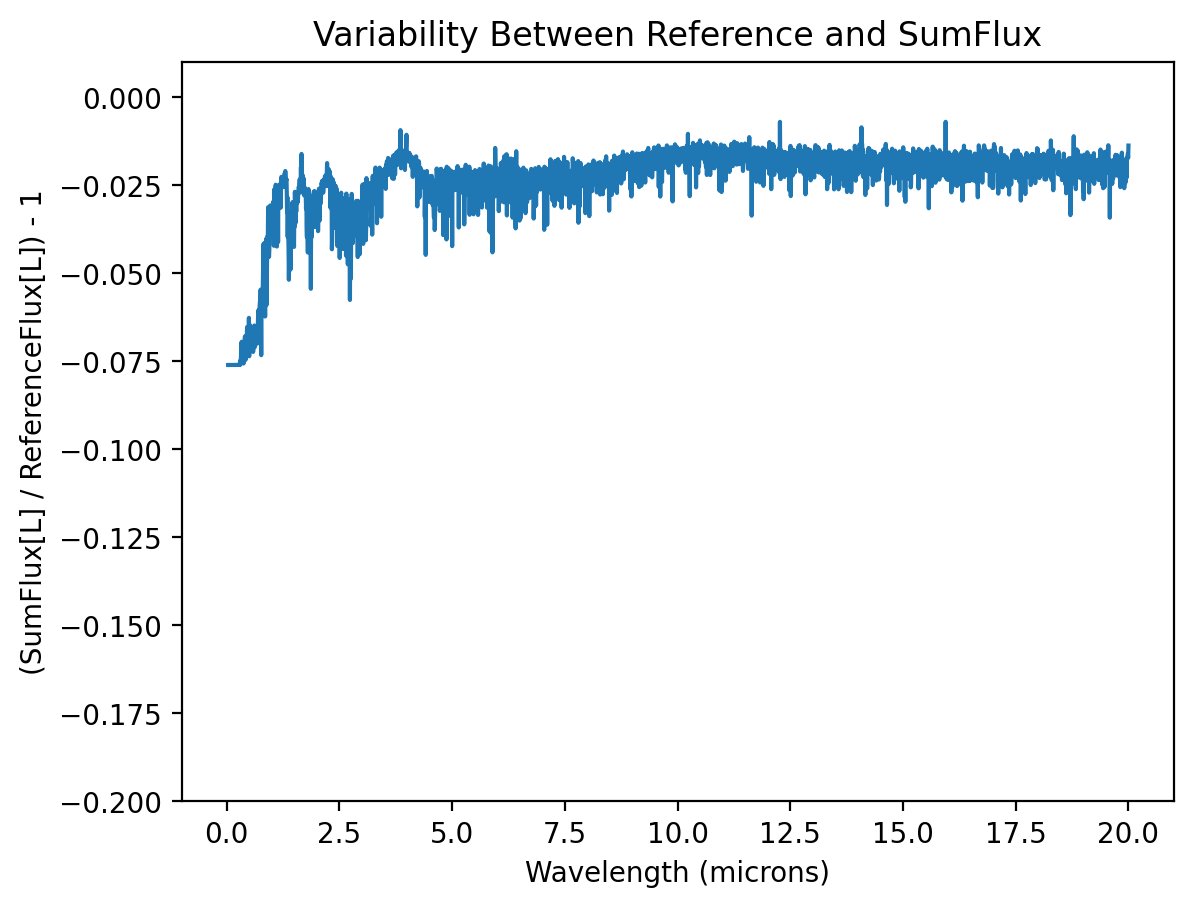 Variability Between Reference and SumFlux
(SumFlux[L] / ReferenceFlux[L]) - 1
0.000
−0.025
−0.050
−0.075
−0.100
−0.125
−0.150
−0.175
−0.200
0.0 2.5 5.0 7.5 10.0 12.5 15.0 17.5 20.0
Wavelength (microns)